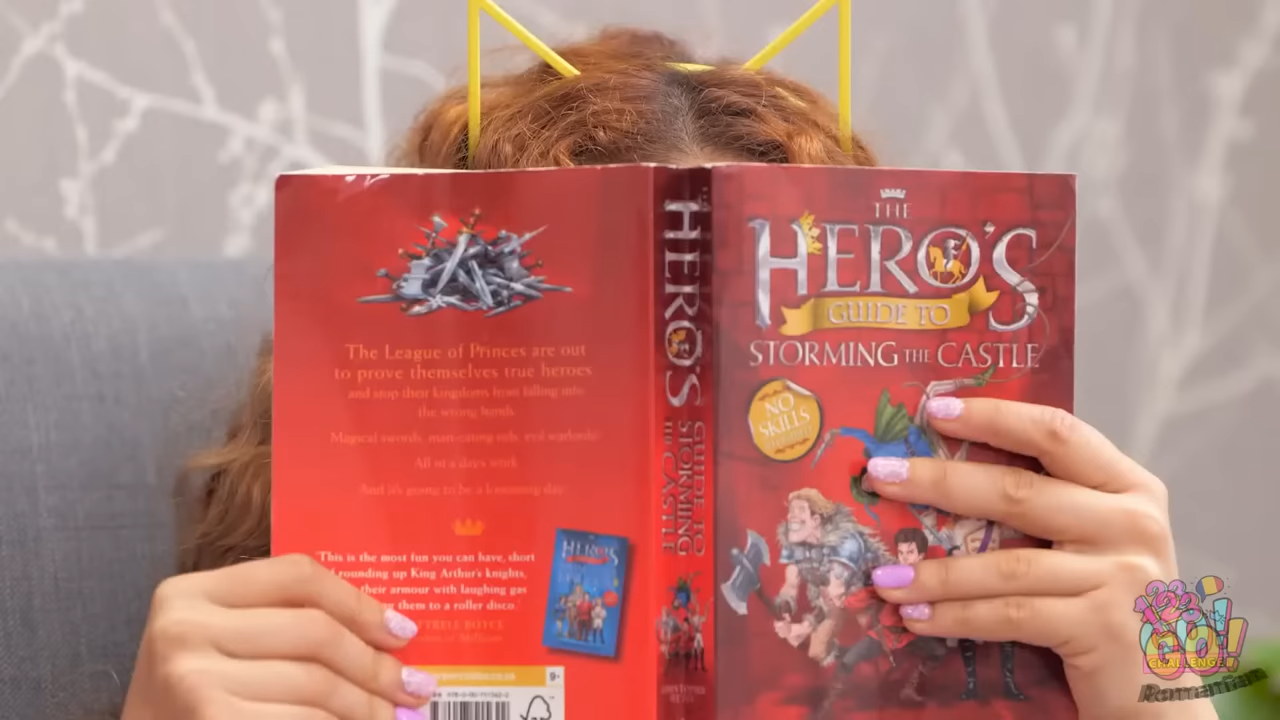 The League of Princes are out
to prove themselves true heroes
and stop their kingdoms from falling into
the wrong hands.
All in a day's work
'This is the most fun you can have, short
rounding up King Arthur's knights,
their armour with laughing gas
them to a roller disco.'
9+
HERO'S
GUIDE TO
STORMING
THE CASTLE
THE
HERO'S
GUIDE TO
STORMING THE CASTLE
NO
SKILLS
HERO'S
123
GO!
CHALLENGE
Romanian